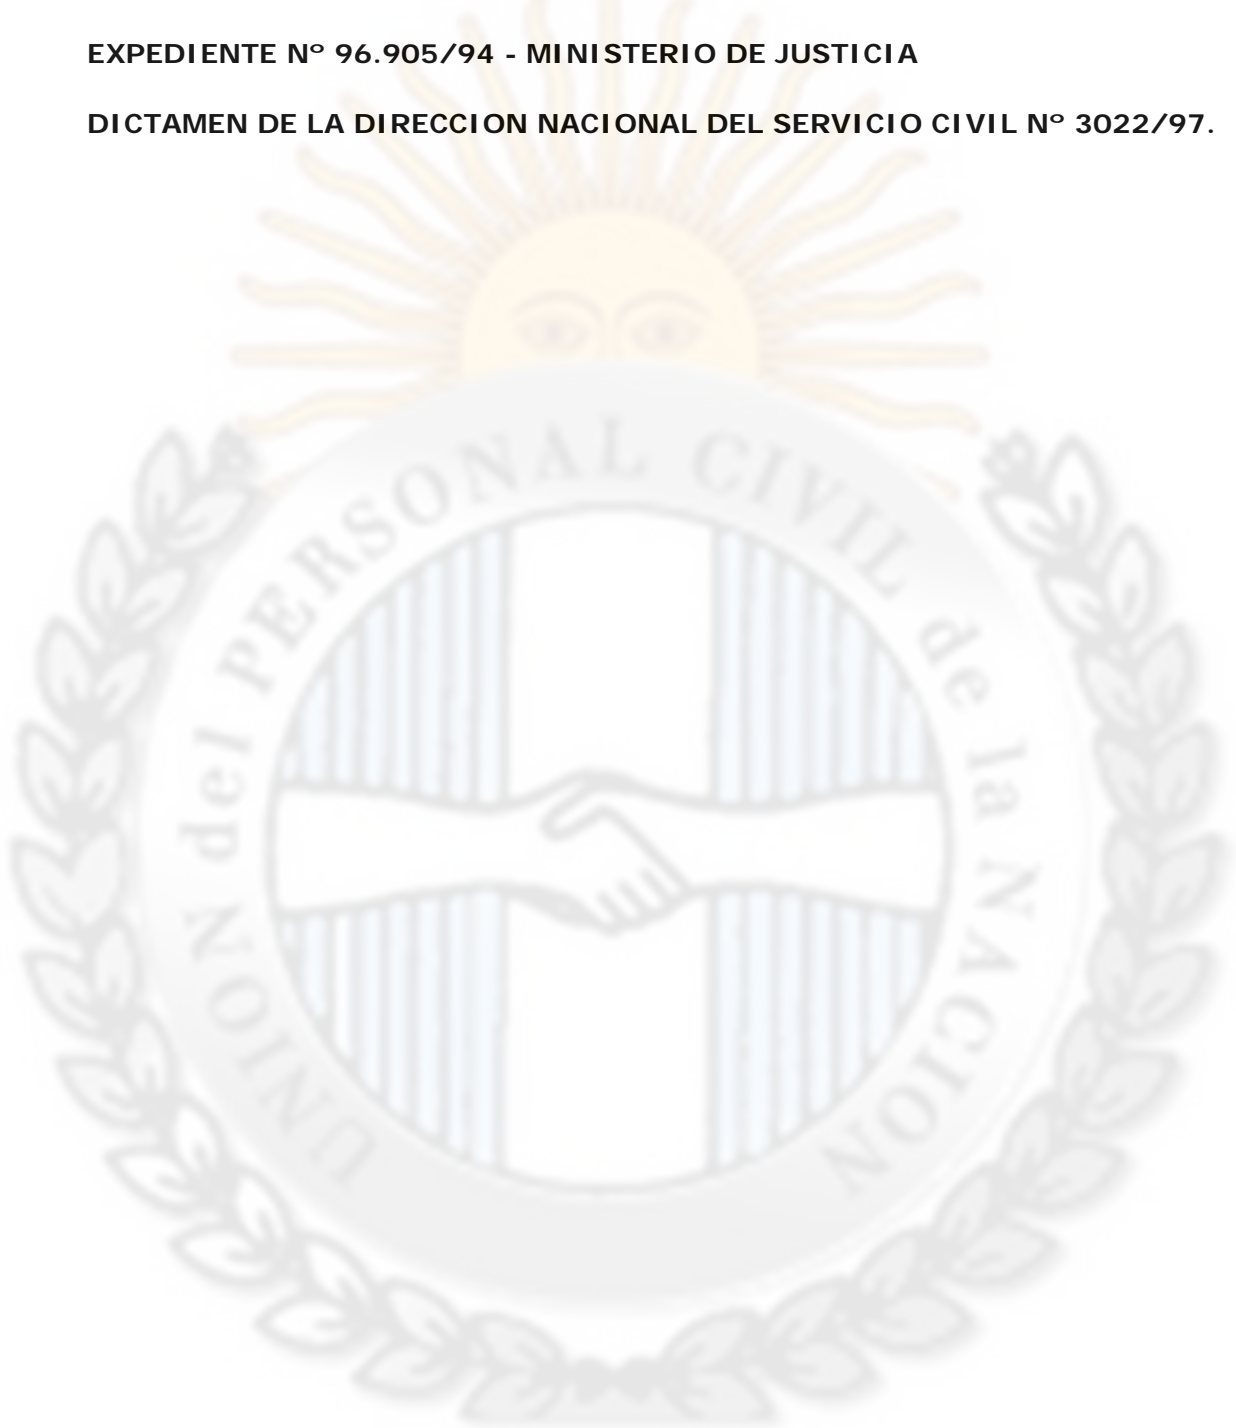 EXPEDIENTE Nº 96.905/94 - MINISTERIO DE JUSTICIA
DICTAMEN DE LA DIRECCION NACIONAL DEL SERVICIO CIVIL Nº 3022/97.
UNION del PERSONAL CIVIL de la NACION